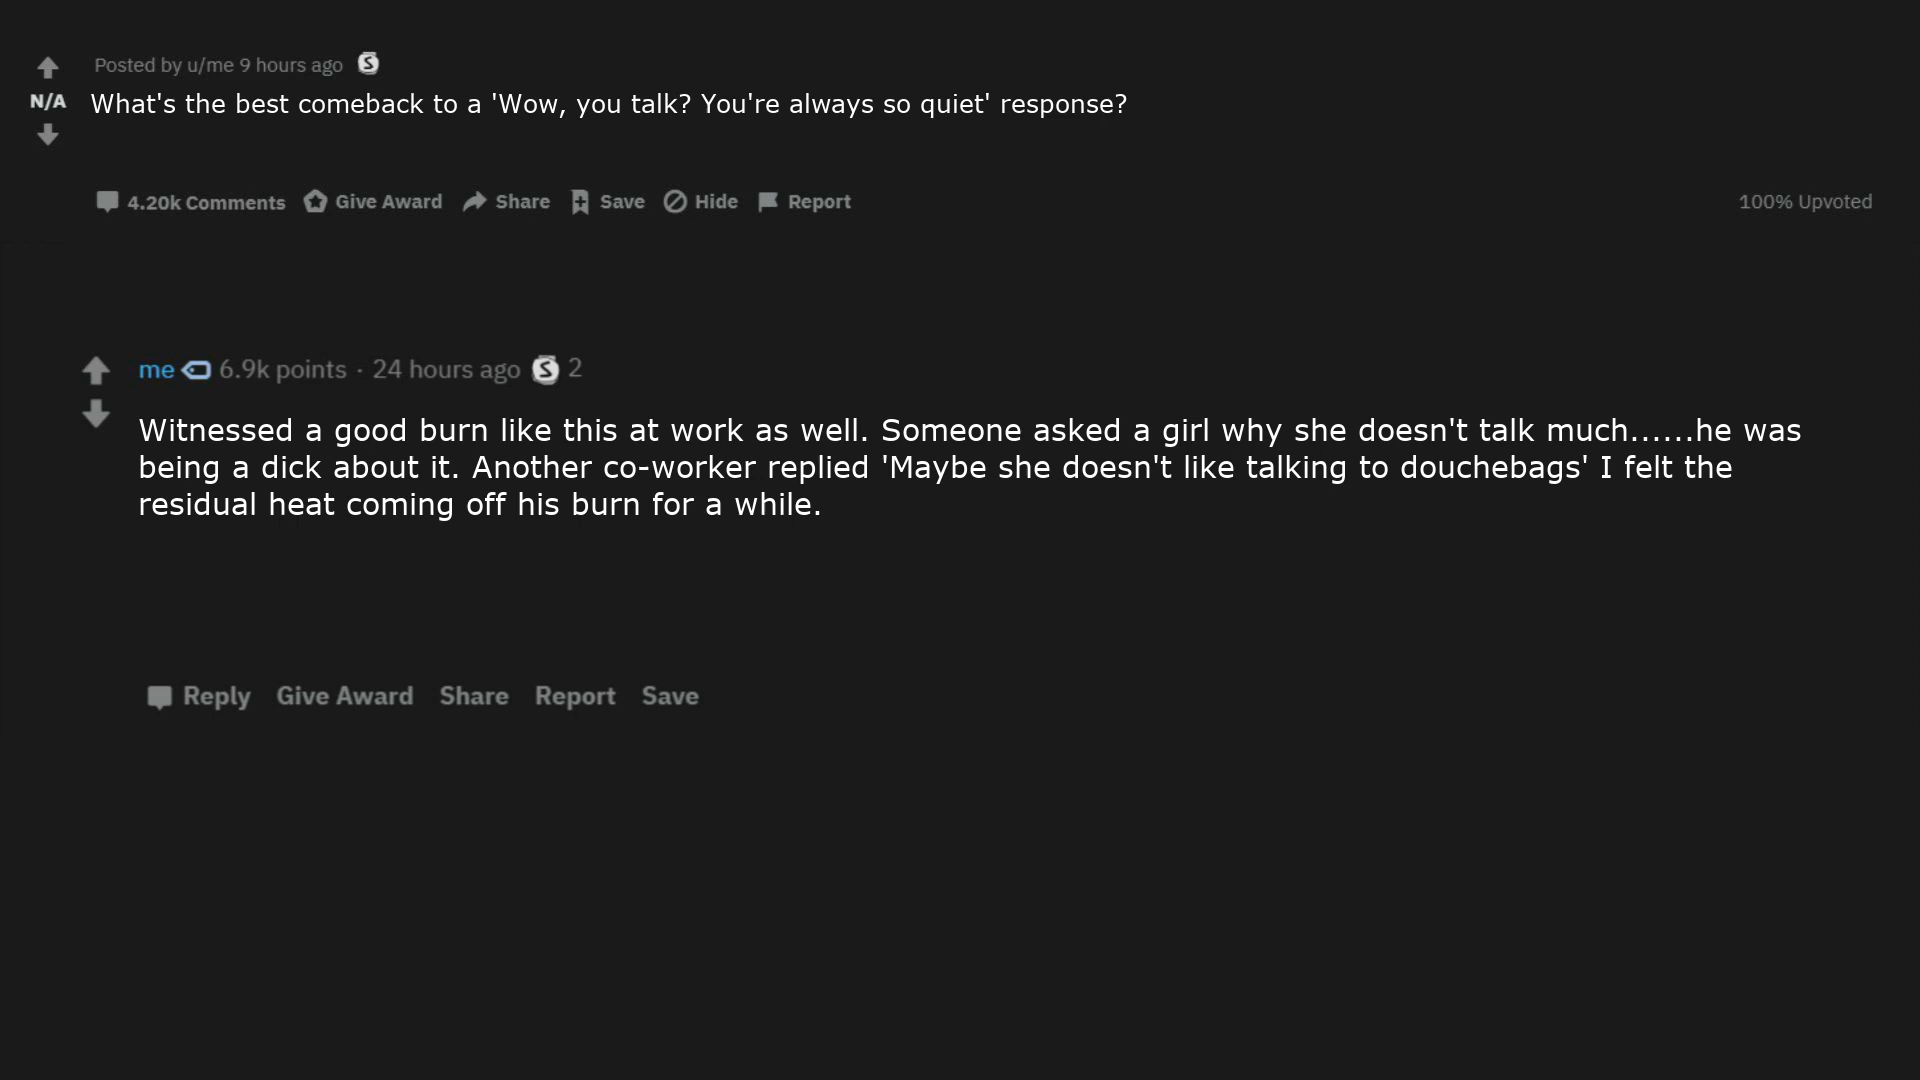 Posted by u/me 9 hours ago
N/A
What's the best comeback to a 'Wow, you talk? You're always so quiet' response?
4.20k Comments Give Award Share Save Hide Report 100% Upvoted
me 6.9k points · 24 hours ago S 2
Witnessed a good burn like this at work as well. Someone asked a girl why she doesn't talk much......he was
being a dick about it. Another co-worker replied 'Maybe she doesn't like talking to douchebags' I felt the
residual heat coming off his burn for a while.
Reply Give Award Share Report Save